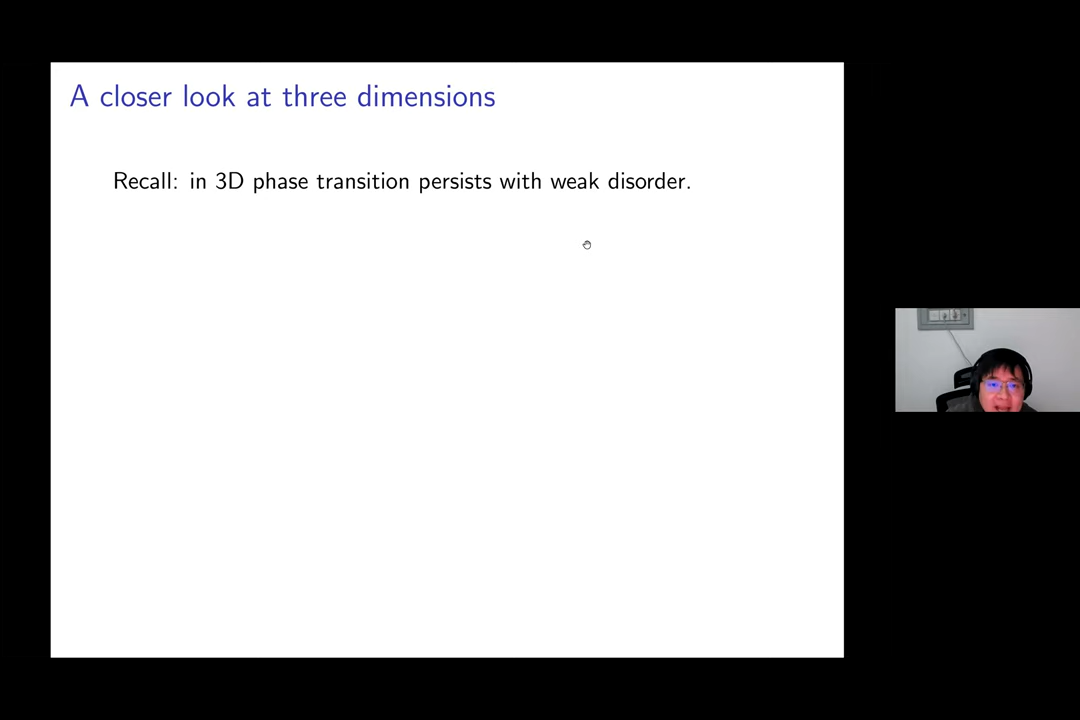 A closer look at three dimensions
Recall: in 3D phase transition persists with weak disorder.